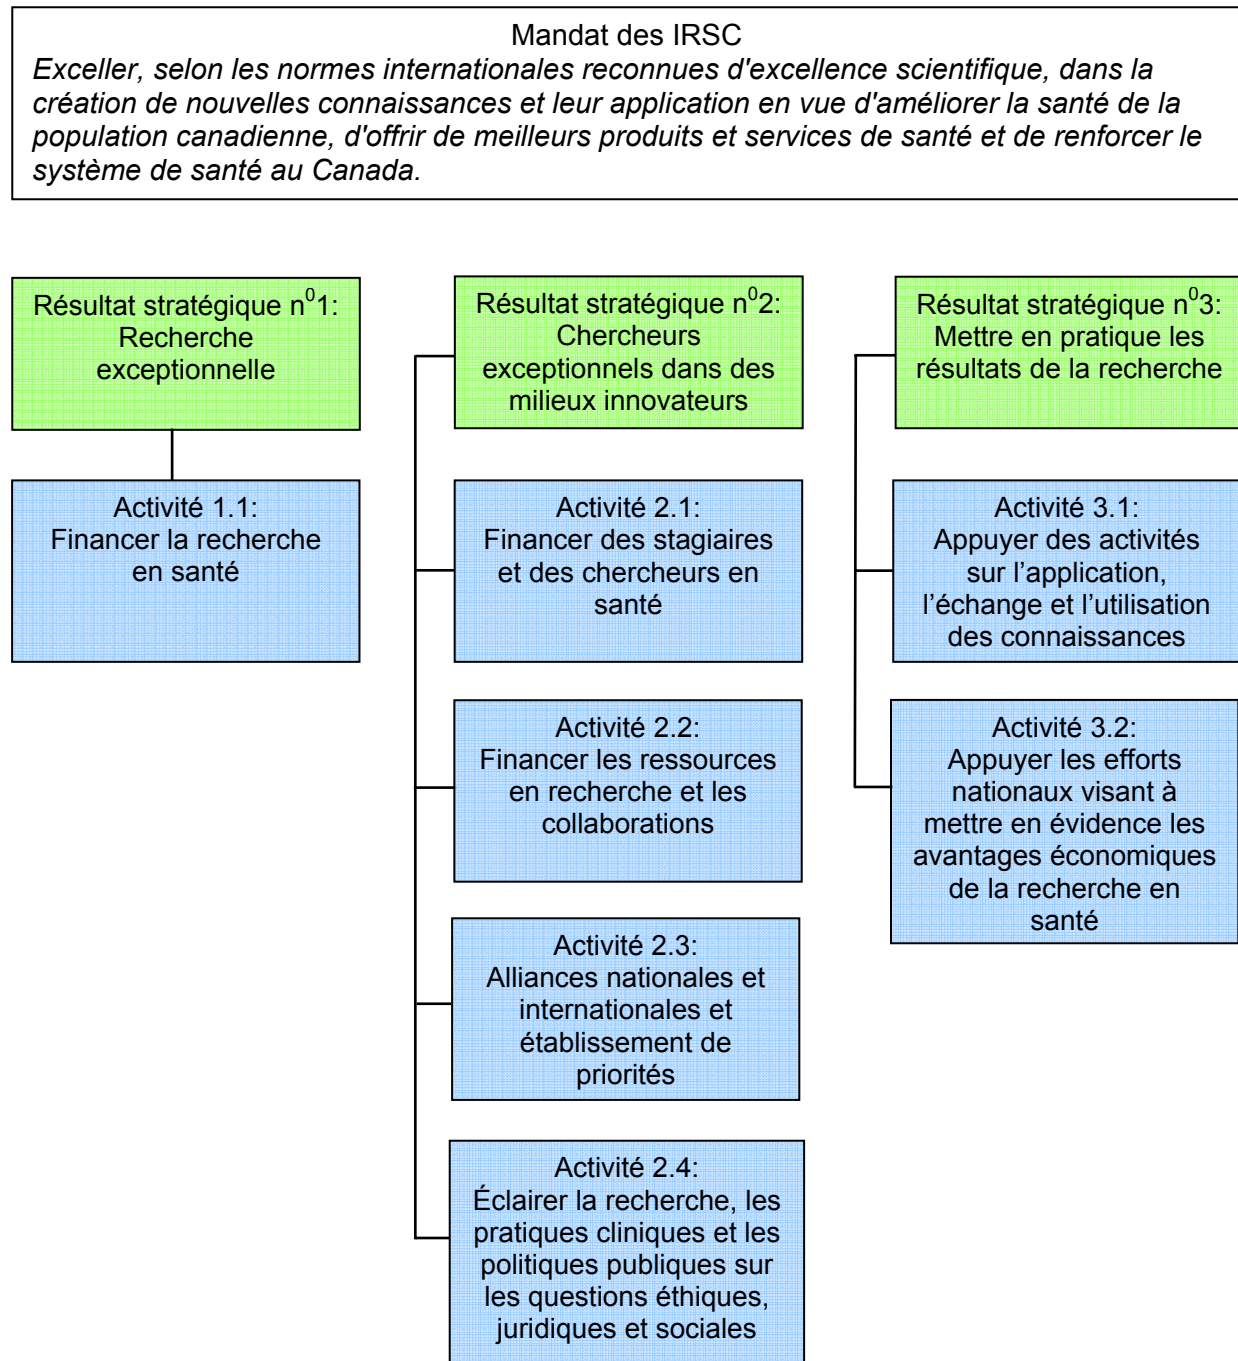 Mandat des IRSC
Exceller, selon les normes internationales reconnues d'excellence scientifique, dans la
création de nouvelles connaissances et leur application en vue d'améliorer la santé de la
population canadienne, d'offrir de meilleurs produits et services de santé et de renforcer le
système de santé au Canada.
Résultat stratégique n⁰1:
Recherche
exceptionnelle
Activité 1.1:
Financer la recherche
en santé
Résultat stratégique n⁰2:
Chercheurs
exceptionnels dans des
milieux innovateurs
Activité 2.1:
Financer des stagiaires
et des chercheurs en
santé
Activité 2.2:
Financer les ressources
en recherche et les
collaborations
Activité 2.3:
Alliances nationales et
internationales et
établissement de
priorités
Activité 2.4:
Éclairer la recherche, les
pratiques cliniques et les
politiques publiques sur
les questions éthiques,
juridiques et sociales
Résultat stratégique n⁰3:
Mettre en pratique les
résultats de la recherche
Activité 3.1:
Appuyer des activités
sur l’application,
l’échange et l’utilisation
des connaissances
Activité 3.2:
Appuyer les efforts
nationaux visant à
mettre en évidence les
avantages économiques
de la recherche en
santé